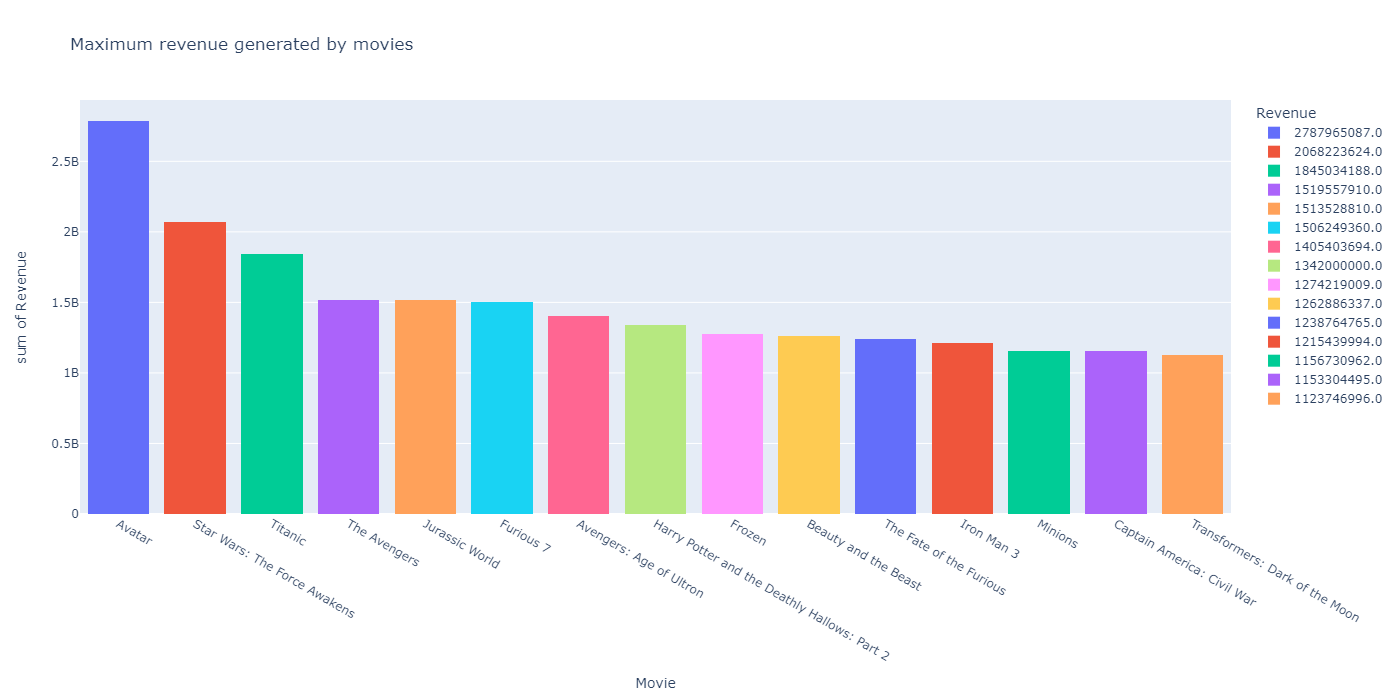 Maximum revenue generated by movies
sum of Revenue
2.5B
2B
1.5B
1B
0.5B
0
Avatar
Star Wars: The Force Awakens
Titanic
The Avengers
Jurassic World
Furious 7
Avengers: Age of Ultron
Harry Potter and the Deathly Hallows: Part 2
Frozen
Beauty and the Beast
The Fate of the Furious
Iron Man 3
Minions
Captain America: Civil War
Transformers: Dark of the Moon
Movie
Revenue
2787965087.0
2068223624.0
1845034188.0
1519557910.0
1513528810.0
1506249360.0
1405403694.0
1342000000.0
1274219009.0
1262886337.0
1238764765.0
1215439994.0
1156730962.0
1153304495.0
1123746996.0